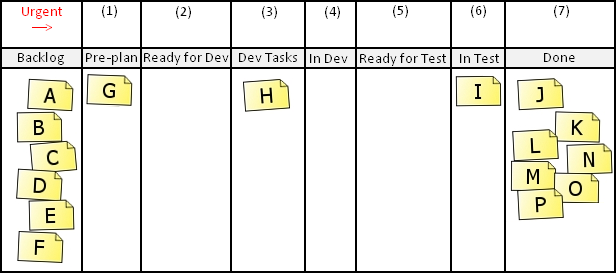 Urgent (1) (2) (3) (4) (5) (6) (7)
Backlog Pre-plan Ready for Dev Dev Tasks In Dev Ready for Test In Test Done
A G H I J
B K
C L N
D M O
E P
F